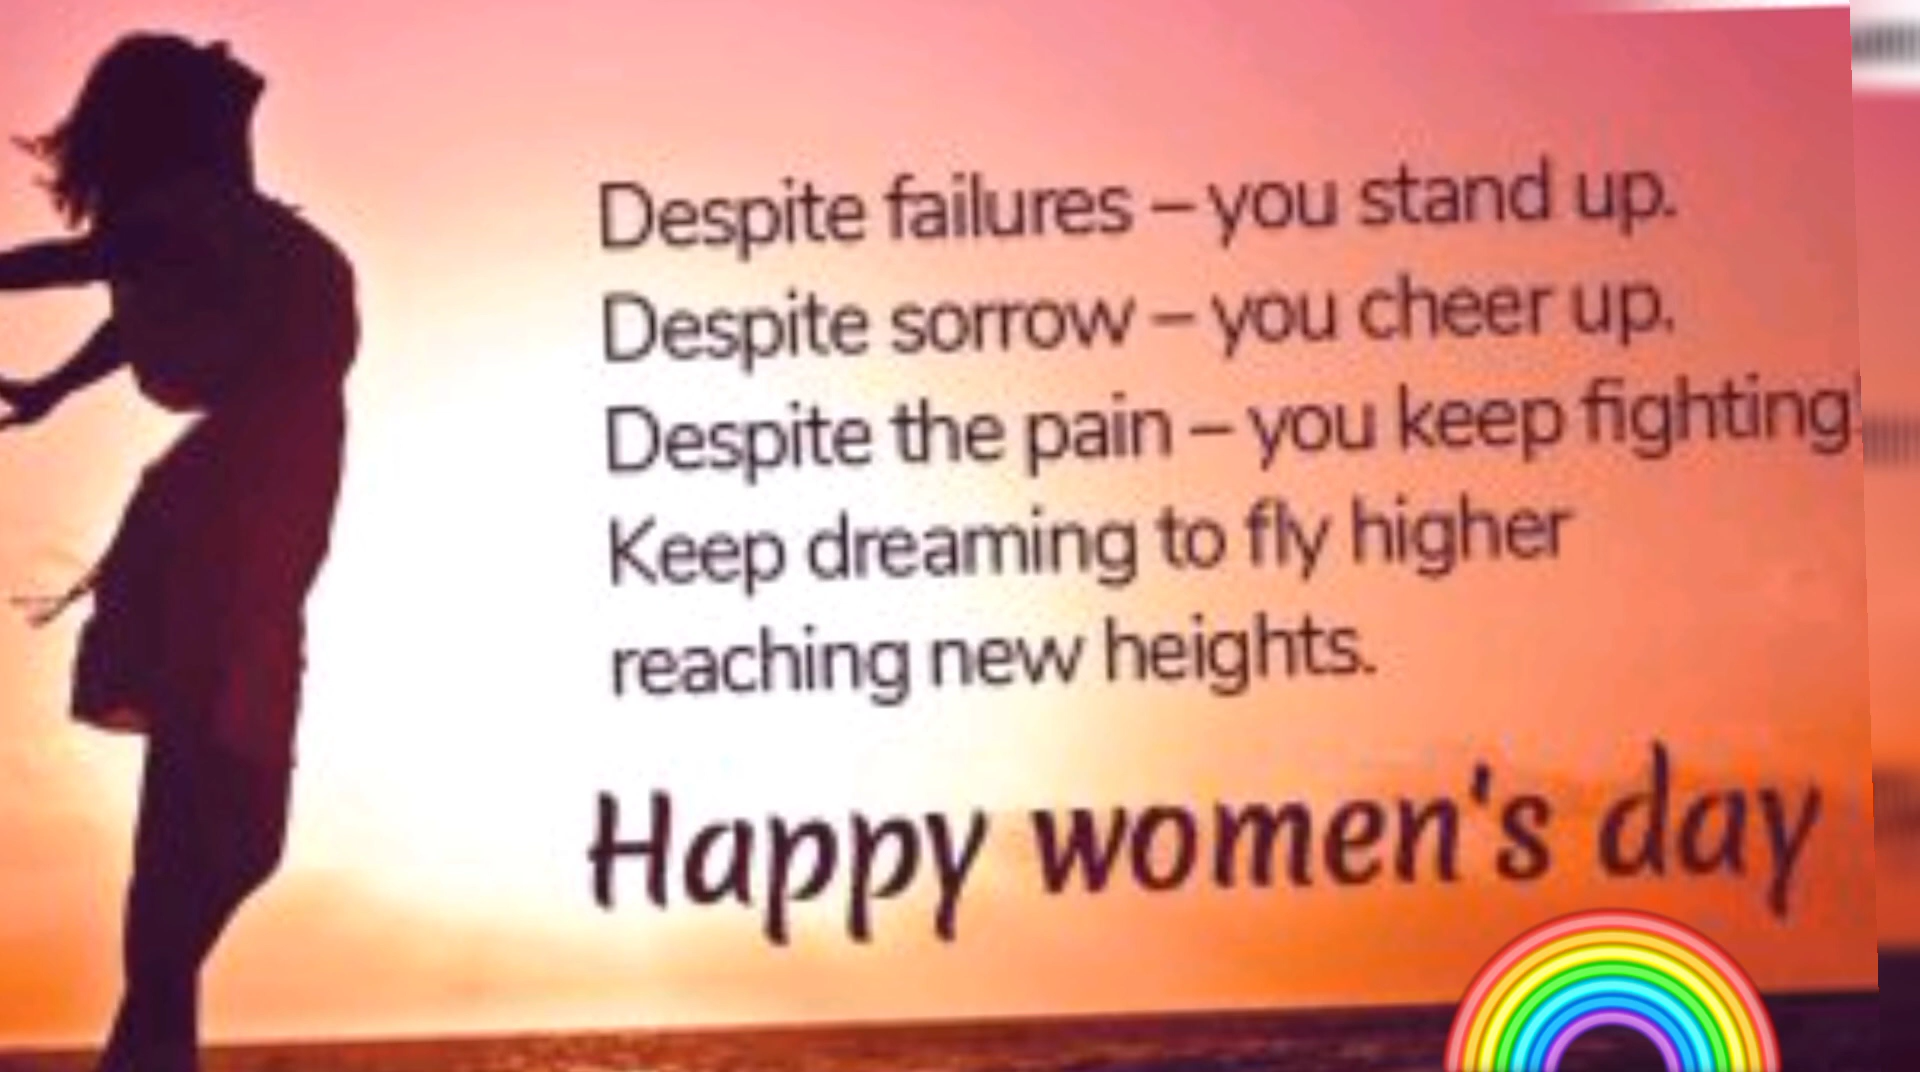 Despite failures – you stand up.
Despite sorrow – you cheer up.
Despite the pain – you keep fighting!
Keep dreaming to fly higher
reaching new heights.
Happy women's day